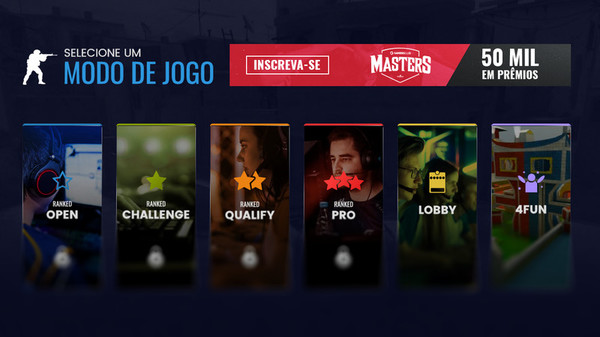 SELECIONE UM
MODO DE JOGO
INSCREVA-SE
MASTERS
50 MIL
EM PRÊMIOS
RANKED
OPEN
RANKED
CHALLENGE
RANKED
QUALIFY
RANKED
PRO
LOBBY
4FUN